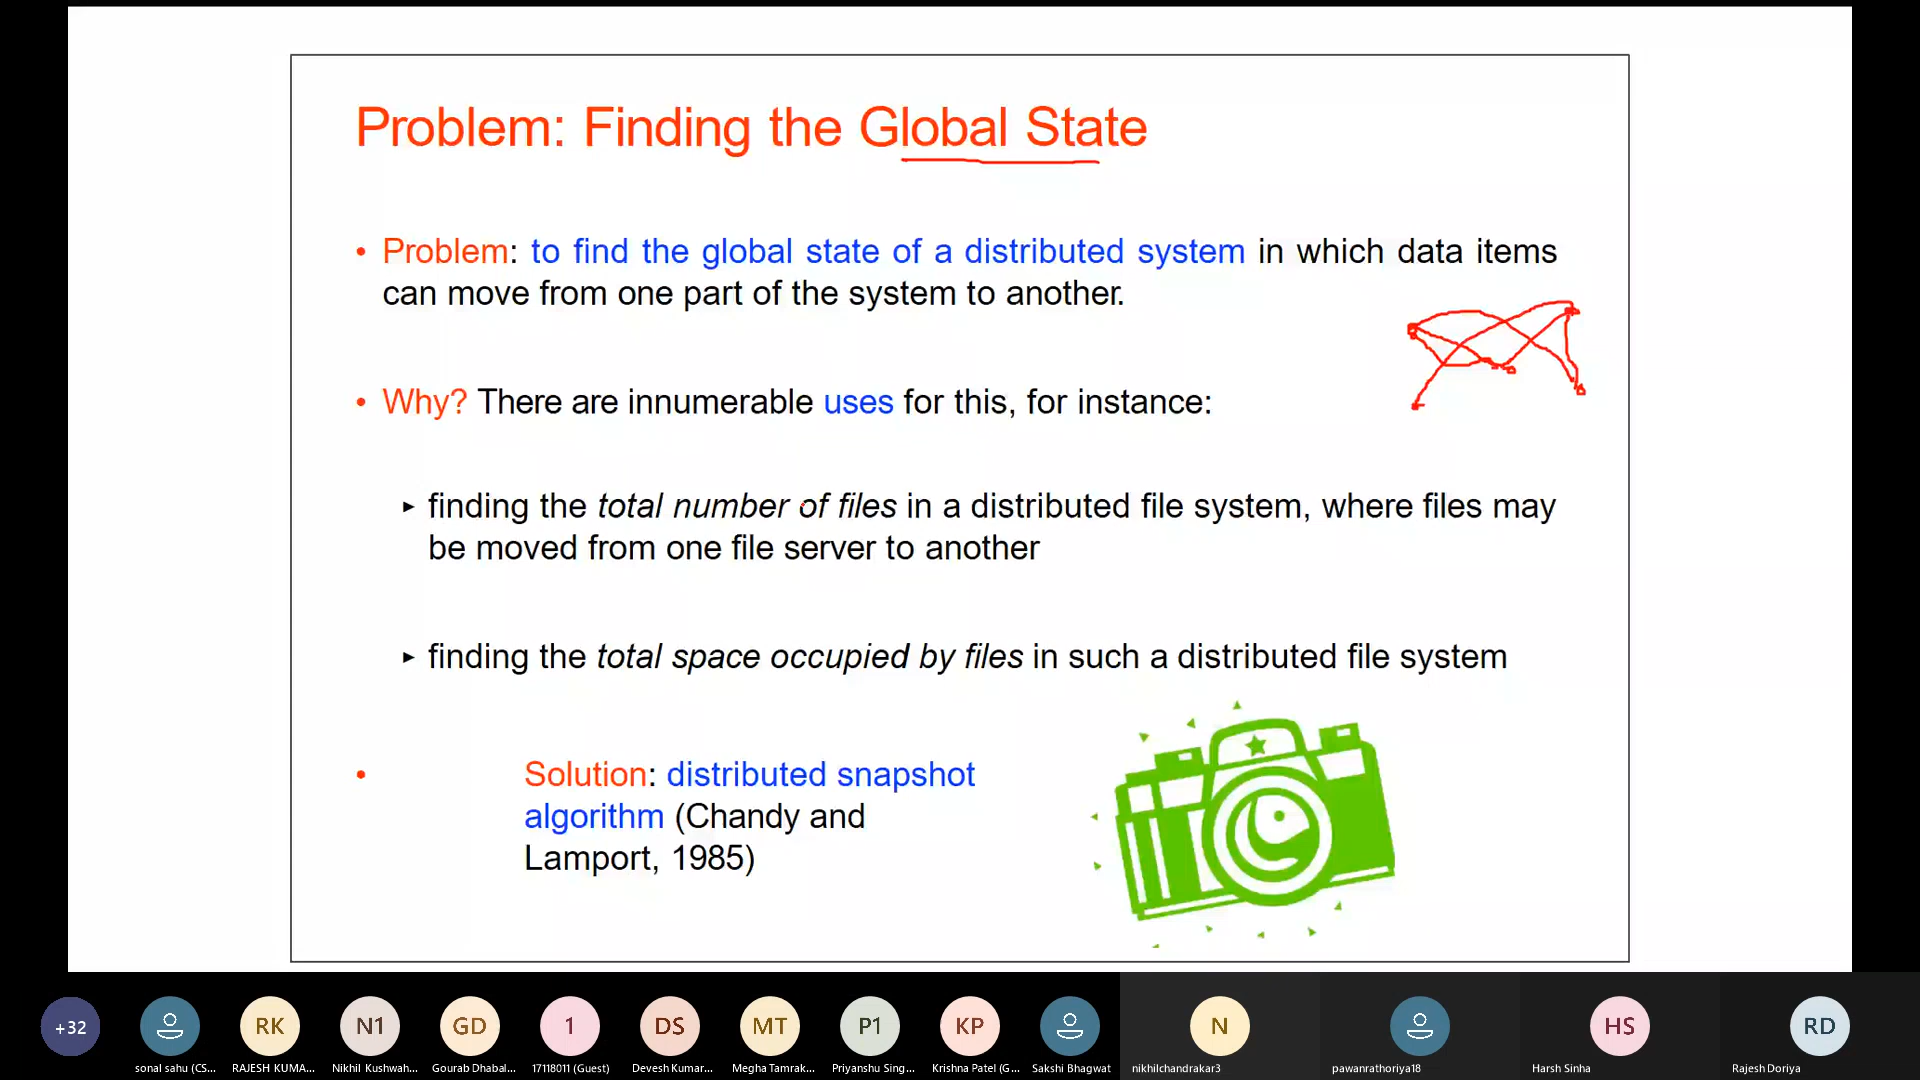 Problem: Finding the Global State
• Problem: to find the global state of a distributed system in which data items
can move from one part of the system to another.
• Why? There are innumerable uses for this, for instance:
▸ finding the total number of files in a distributed file system, where files may
be moved from one file server to another
▸ finding the total space occupied by files in such a distributed file system
• Solution: distributed snapshot
algorithm (Chandy and
Lamport, 1985)
+32
RK
N1
GD
1
DS
MT
P1
KP
N
HS
RD
sonal sahu (CS...
RAJESH KUMA...
Nikhil Kushwah...
Gourab Dhabal...
17118011 (Guest)
Devesh Kumar...
Megha Tamrak...
Priyanshu Sing...
Krishna Patel (G...
Sakshi Bhagwat
nikhilchandrakar3
pawanrathoriya18
Harsh Sinha
Rajesh Doriya